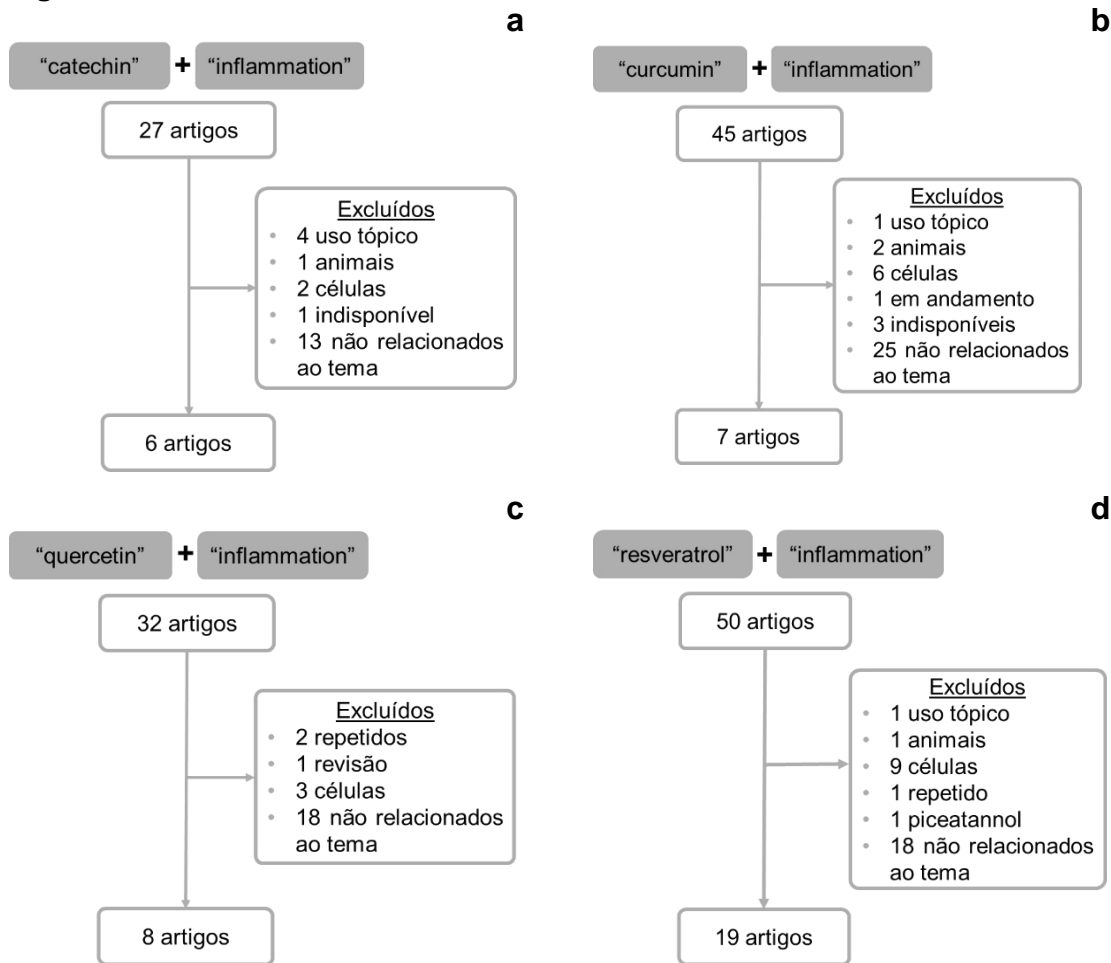 a
“catechin” + “inflammation”
27 artigos
Excluídos
• 4 uso tópico
• 1 animais
• 2 células
• 1 indisponível
• 13 não relacionados
ao tema
6 artigos
b
“curcumin” + “inflammation”
45 artigos
Excluídos
• 1 uso tópico
• 2 animais
• 6 células
• 1 em andamento
• 3 indisponíveis
• 25 não relacionados
ao tema
7 artigos
c
“quercetin” + “inflammation”
32 artigos
Excluídos
• 2 repetidos
• 1 revisão
• 3 células
• 18 não relacionados
ao tema
8 artigos
d
“resveratrol” + “inflammation”
50 artigos
Excluídos
• 1 uso tópico
• 1 animais
• 9 células
• 1 repetido
• 1 piceatannol
• 18 não relacionados
ao tema
19 artigos